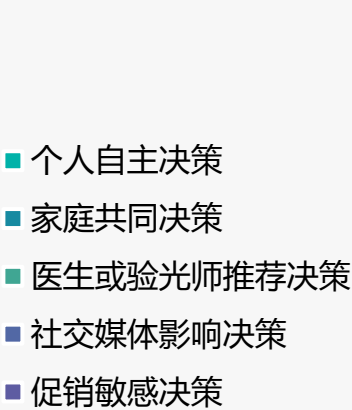 个人自主决策
家庭共同决策
医生或验光师推荐决策
社交媒体影响决策
促销敏感决策